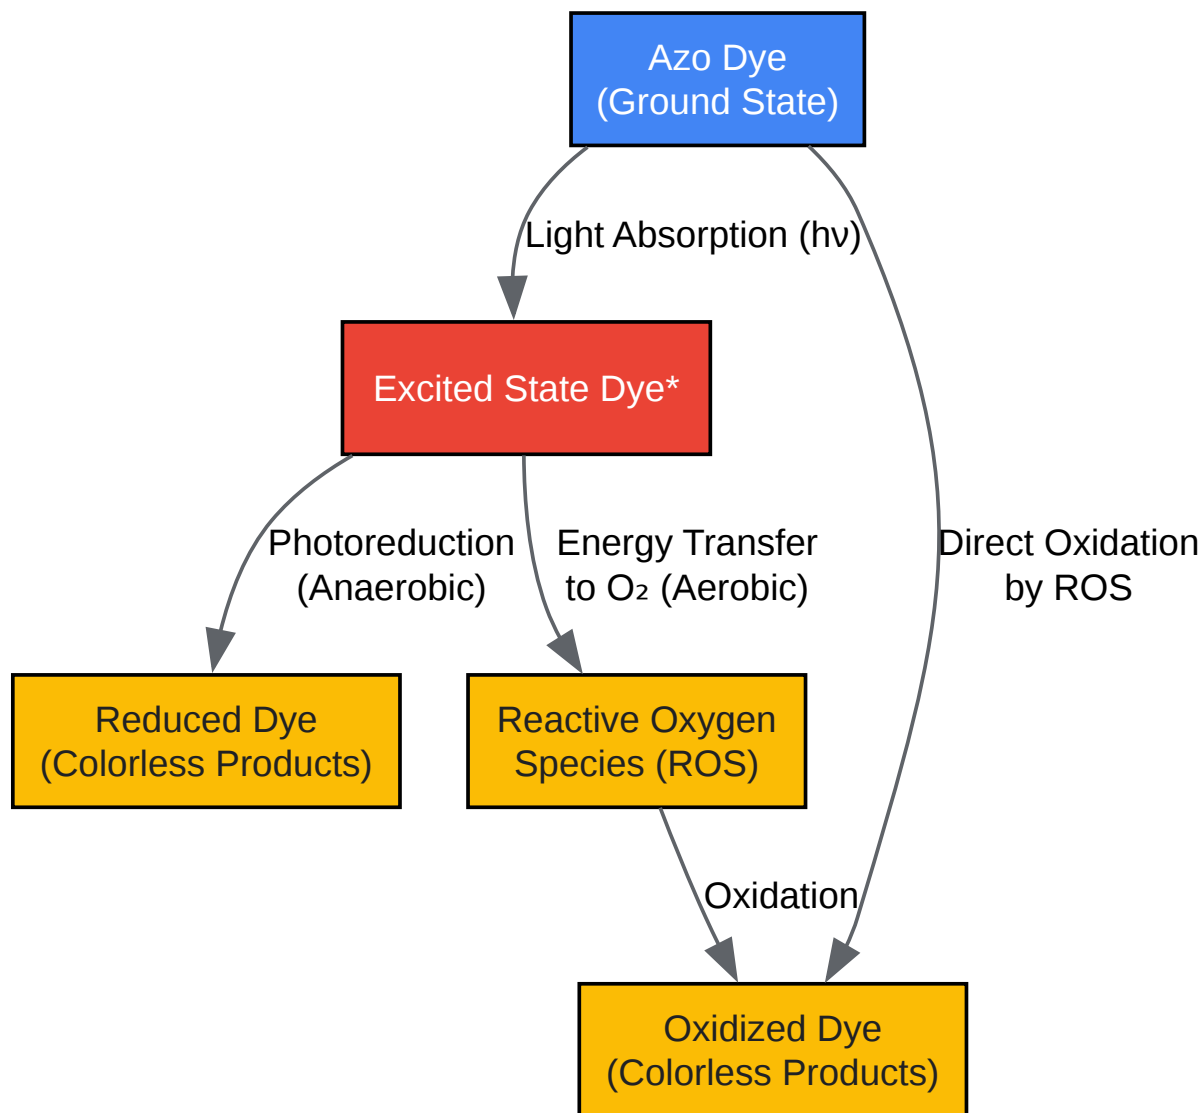 Azo Dye
(Ground State)
Light Absorption (hν)
Excited State Dye*
Photoreduction
(Anaerobic)
Energy Transfer
to O₂ (Aerobic)
Direct Oxidation
by ROS
Reduced Dye
(Colorless Products)
Reactive Oxygen
Species (ROS)
Oxidation
Oxidized Dye
(Colorless Products)